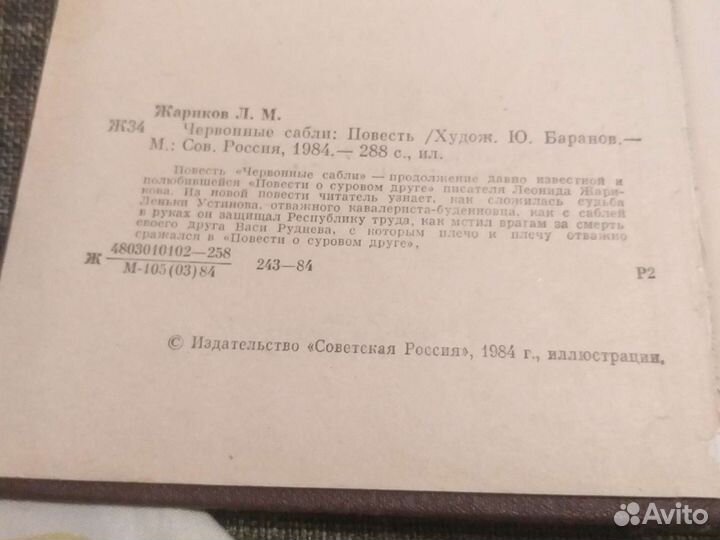 Жариков Л. М.
Ж34 Червонные сабли: Повесть /Худож. Ю. Баранов.—
М.: Сов. Россия, 1984.— 288 с., ил.
Повесть «Червонные сабли» — продолжение давно известной и
полюбившейся «Повести о суровом друге» писателя Леонида Жари-
кова. Из новой повести читатель узнает, как сложилась судьба
Леньки Устинова, отважного кавалериста-буденновца, как с саблей
в руках он защищал Республику труда, как мстил врагам за смерть
своего друга Васи Руднева, с которым плечо к плечу отважно
сражался в «Повести о суровом друге»,
Ж 4803010102—258
М-105(03)84 243—84 Р2
© Издательство «Советская Россия», 1984 г., иллюстрации.
Avito